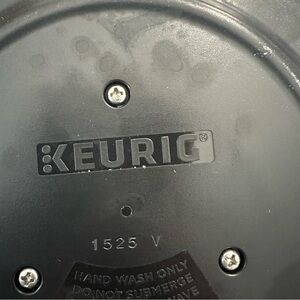 KEURIG®
1525 V
HAND WASH ONLY
DO NOT SUBMERGE